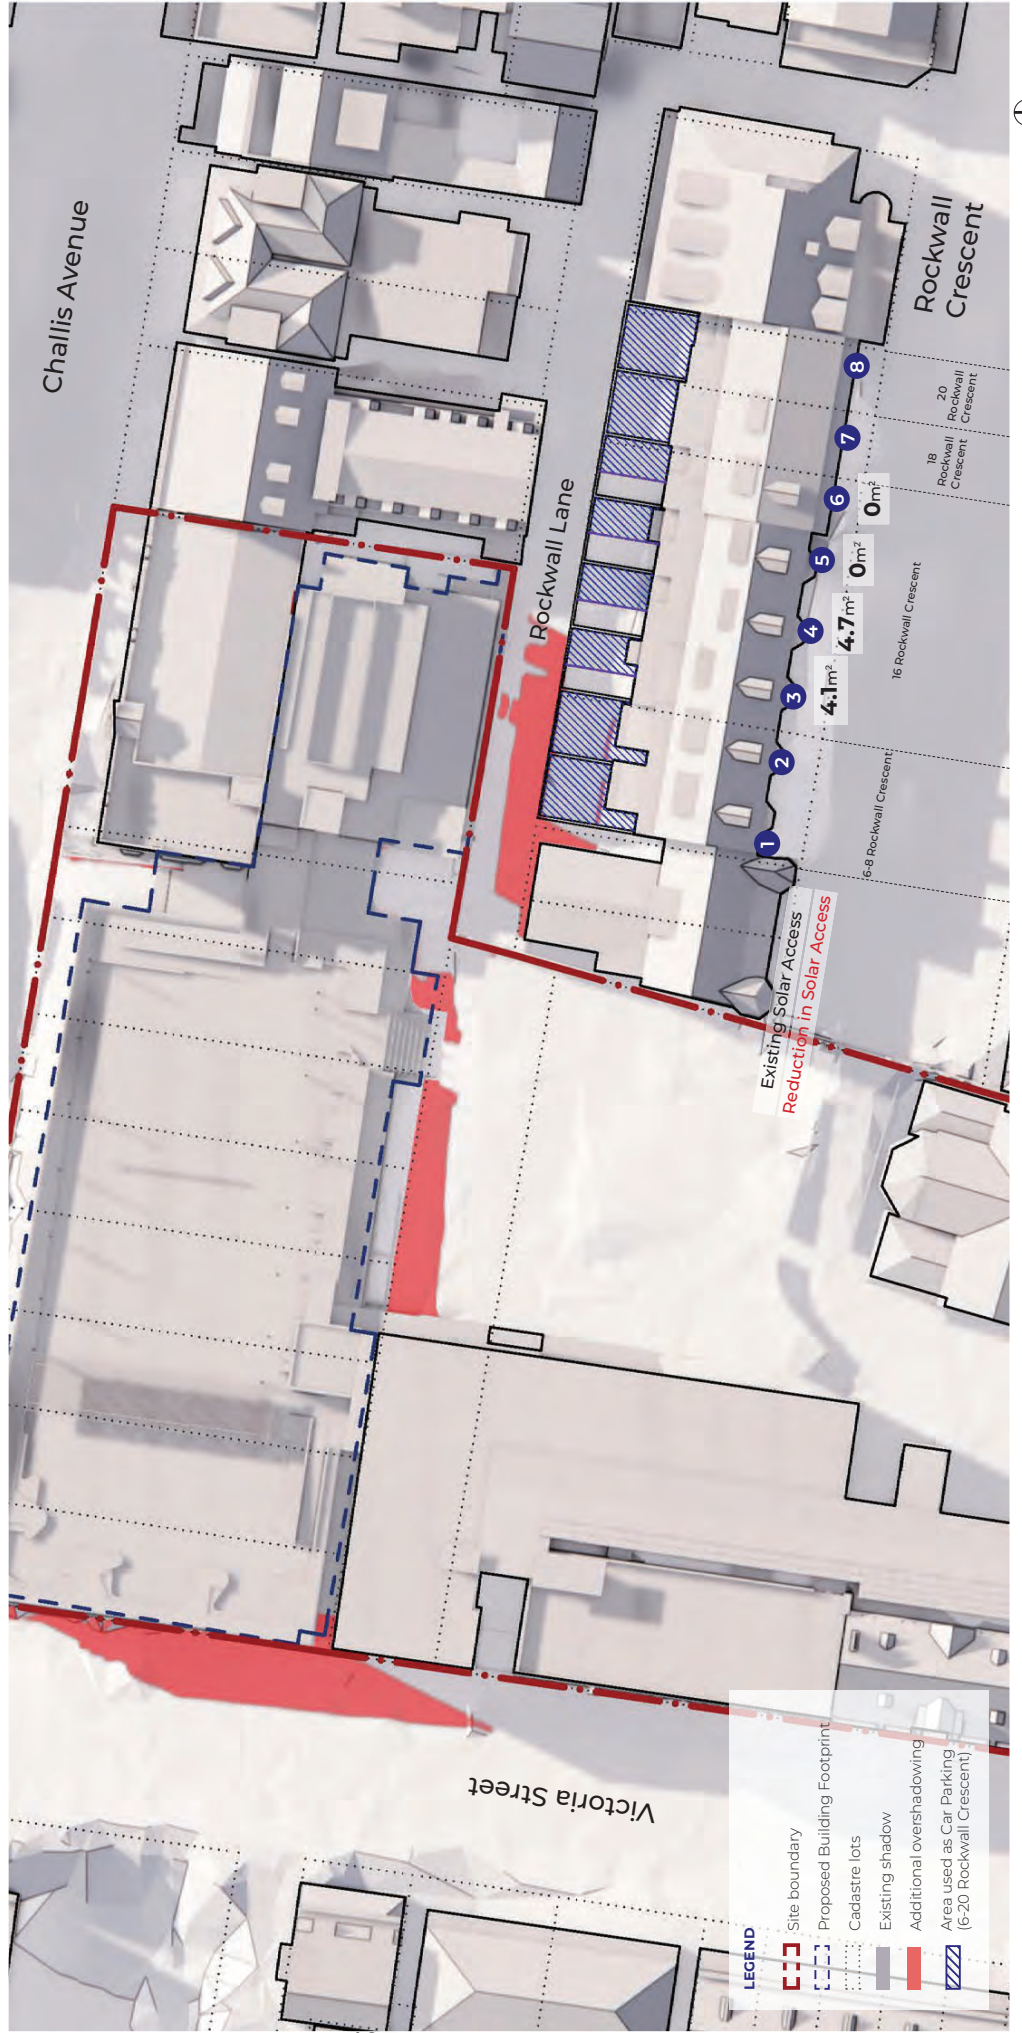 Challis Avenue
Rockwall Lane
Rockwall
Crescent
Victoria Street
1
2
3
4
5
6
7
8
4.1m²
4.7m²
0m²
0m²
6-8 Rockwall Crescent
16 Rockwall Crescent
18
Rockwall
Crescent
20
Rockwall
Crescent
Existing Solar Access
Reduction in Solar Access
LEGEND
Site boundary
Proposed Building Footprint
Cadastre lots
Existing shadow
Additional overshadowing
Area used as Car Parking
(6-20 Rockwall Crescent)